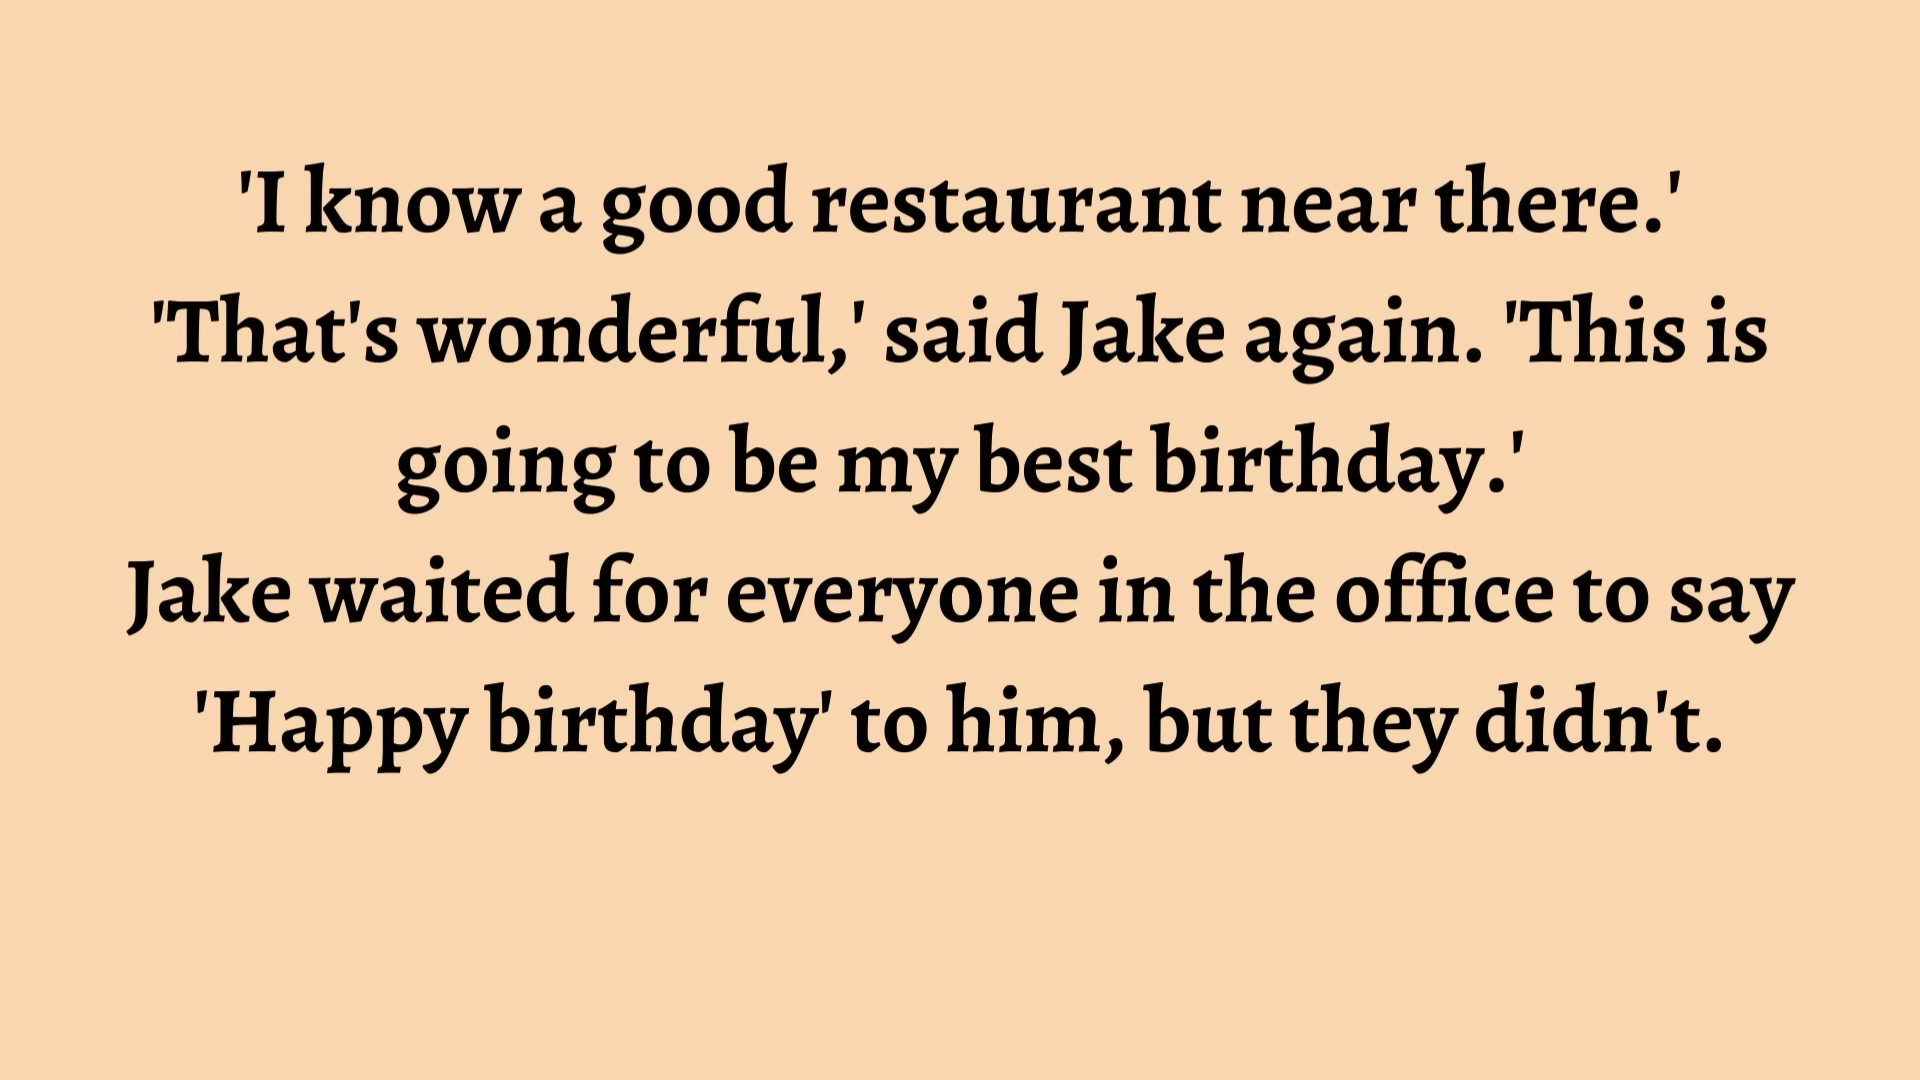 'I know a good restaurant near there.'
'That's wonderful,' said Jake again. 'This is
going to be my best birthday.'
Jake waited for everyone in the office to say
'Happy birthday' to him, but they didn't.